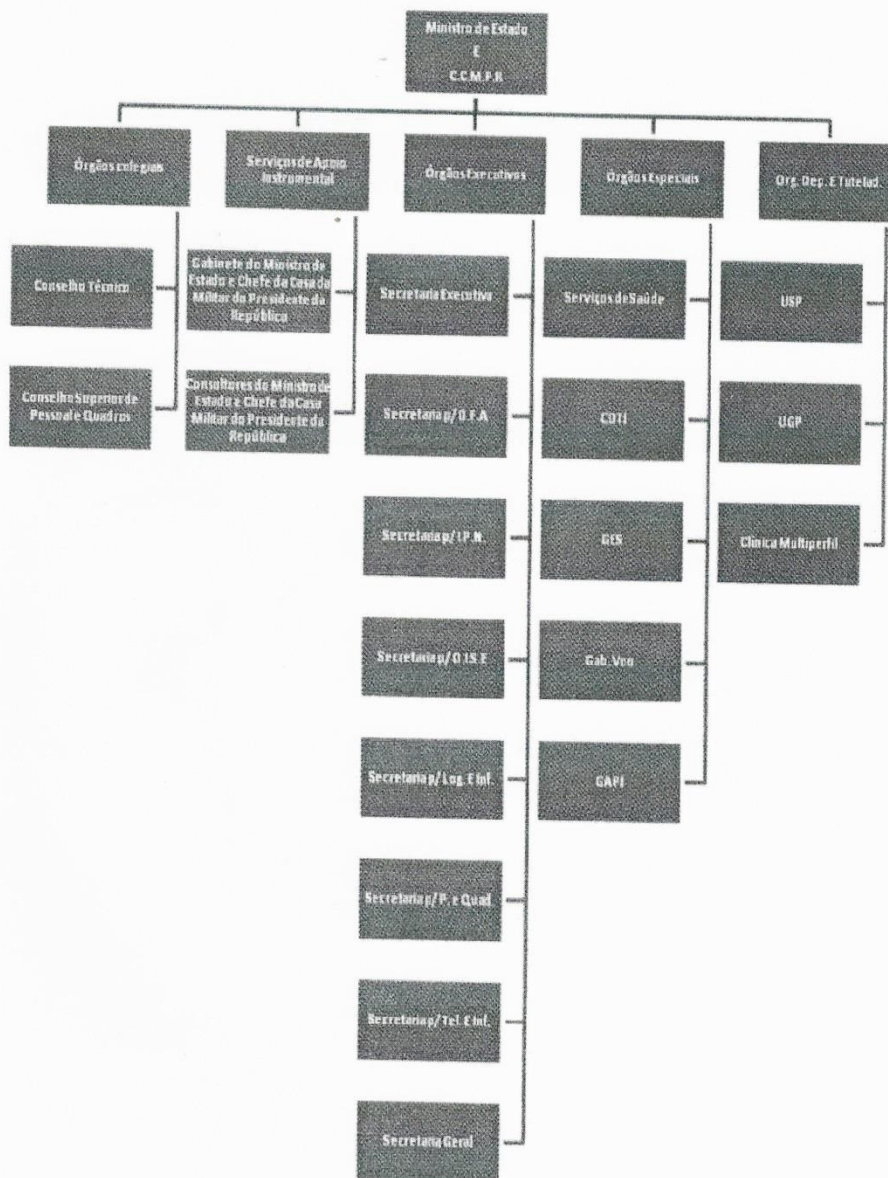 Ministro de Estado
E
C.C.M.P.R
Órgãos colegiais
Serviços de Apoio
Instrumental
Órgãos Executivos
Órgãos Especiais
Org. Dep. E Tutelad.
Conselho Técnico
Conselho Superior de
Pessoal e Quadros
Gabinete do Ministro de
Estado e Chefe da Casa da
Militar do Presidente da
República
Consultores do Ministro de
Estado e Chefe da Casa
Militar do Presidente da
República
Secretaria Executiva
Secretaria p/ D.F.A
Secretaria p/ I.P.N.
Secretaria p/ O.I.S.E
Secretaria p/ Log. E Inf.
Secretaria p/ P. e Quad.
Secretaria p/ Tel. E Inf.
Secretaria Geral
Serviços de Saúde
COTI
GES
Gab. Voo
GAPI
USP
UGP
Clínica Multiperfil